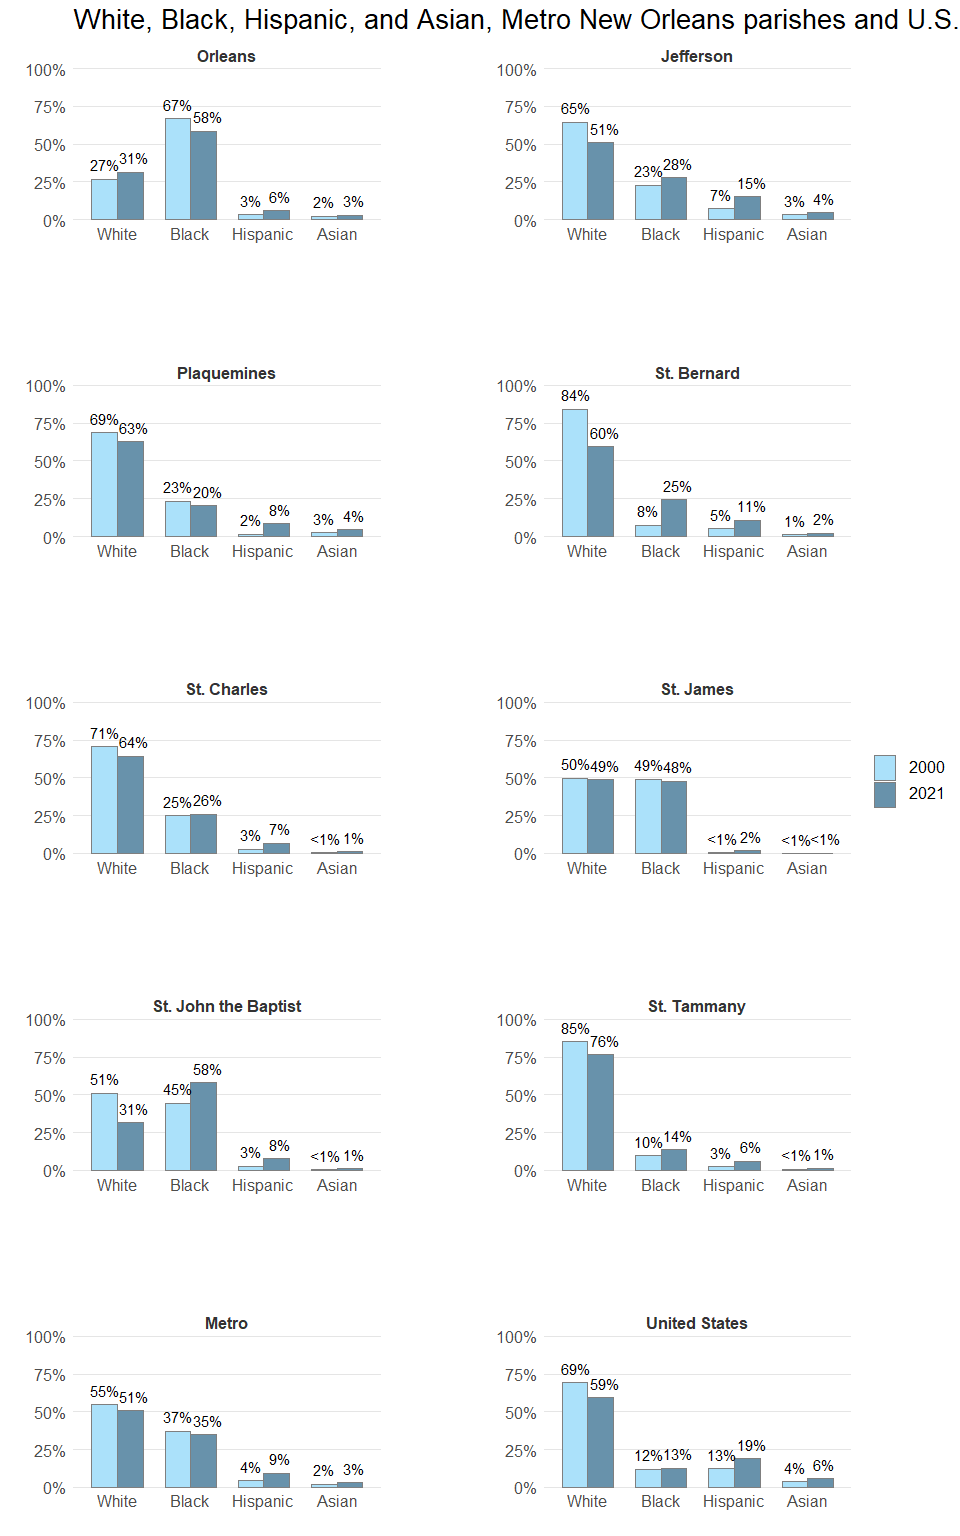 White, Black, Hispanic, and Asian, Metro New Orleans parishes and U.S.
Orleans
100%
75%
50%
25%
0%
27% 31% 67% 58% 3% 6% 2% 3%
White Black Hispanic Asian
Jefferson
100%
75%
50%
25%
0%
65% 51% 23% 28% 7% 15% 3% 4%
White Black Hispanic Asian
Plaquemines
100%
75%
50%
25%
0%
69% 63% 23% 20% 2% 8% 3% 4%
White Black Hispanic Asian
St. Bernard
100%
75%
50%
25%
0%
84% 60% 8% 25% 5% 11% 1% 2%
White Black Hispanic Asian
St. Charles
100%
75%
50%
25%
0%
71% 64% 25% 26% 3% 7% <1% 1%
White Black Hispanic Asian
St. James
100%
75%
50%
25%
0%
50% 49% 49% 48% <1% 2% <1% <1%
White Black Hispanic Asian
2000
2021
St. John the Baptist
100%
75%
50%
25%
0%
51% 31% 45% 58% 3% 8% <1% 1%
White Black Hispanic Asian
St. Tammany
100%
75%
50%
25%
0%
85% 76% 10% 14% 3% 6% <1% 1%
White Black Hispanic Asian
Metro
100%
75%
50%
25%
0%
55% 51% 37% 35% 4% 9% 2% 3%
White Black Hispanic Asian
United States
100%
75%
50%
25%
0%
69% 59% 12% 13% 13% 19% 4% 6%
White Black Hispanic Asian